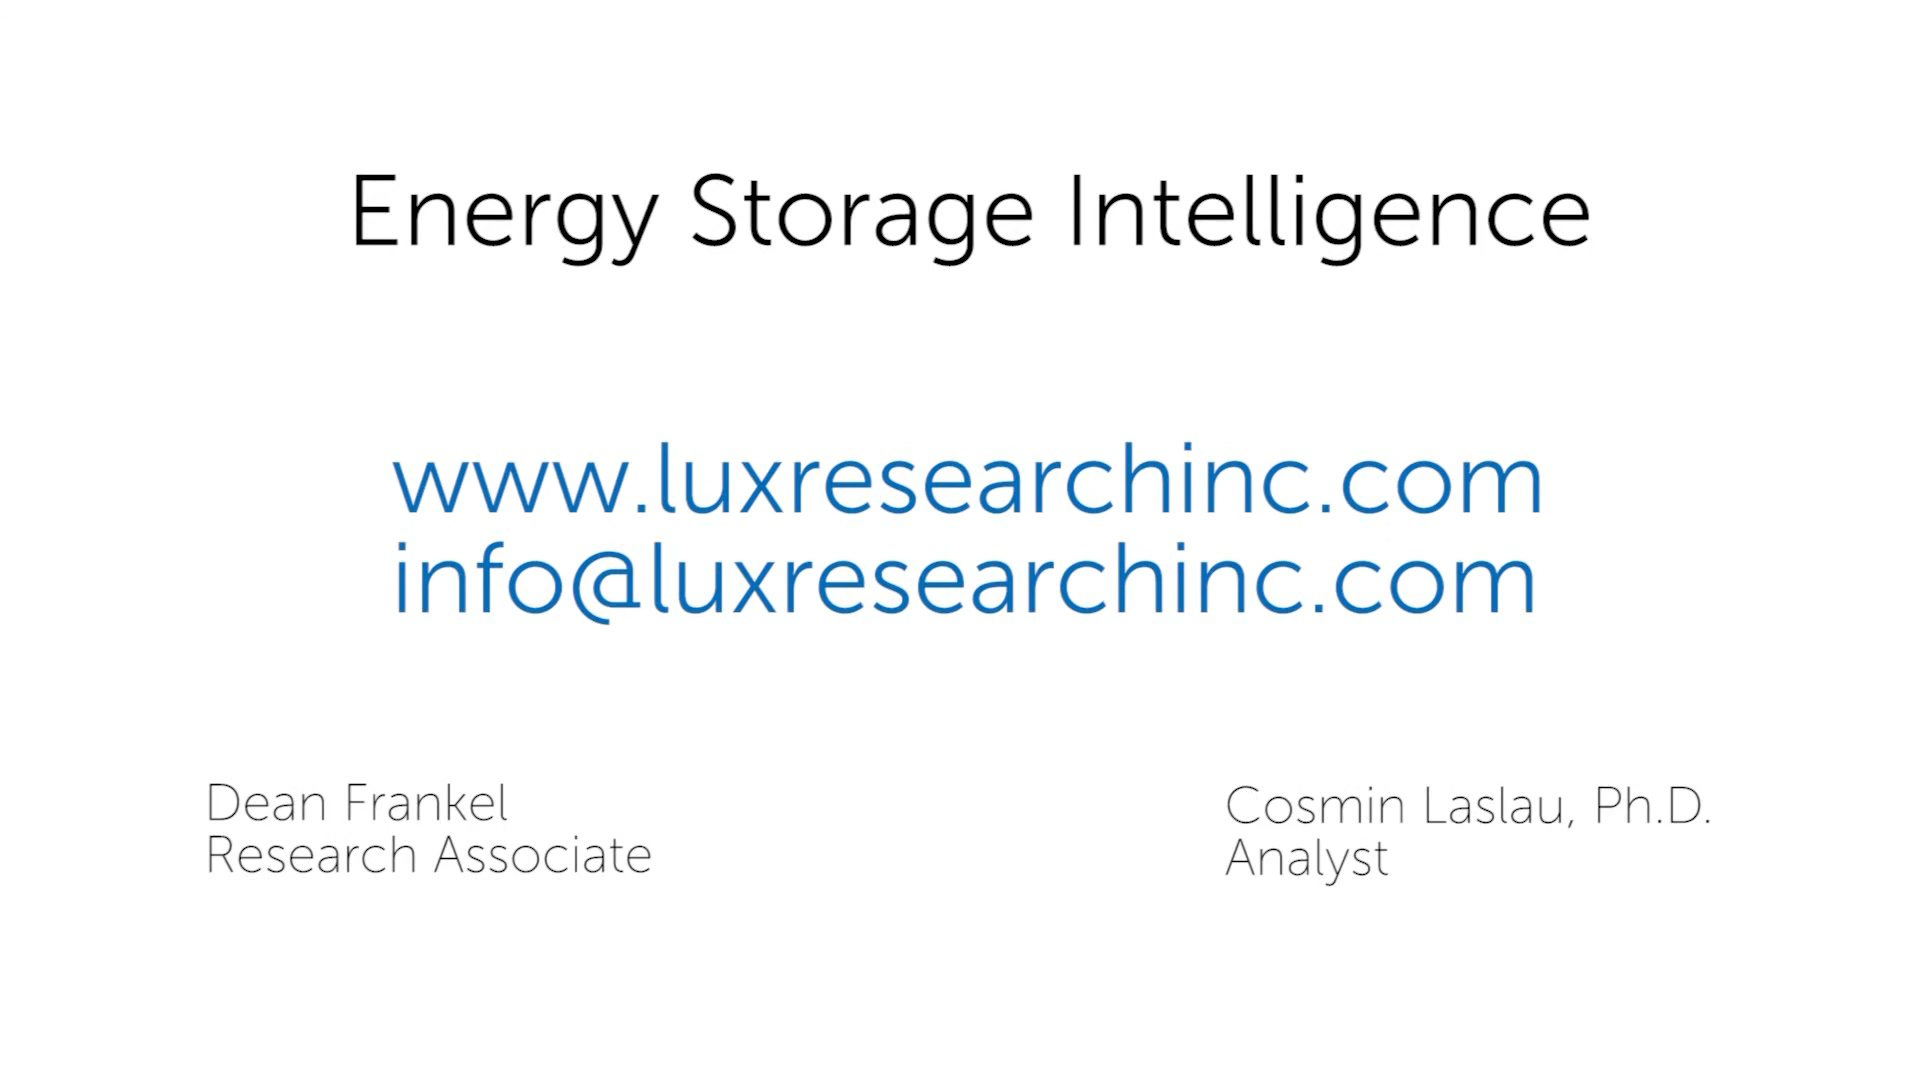 Energy Storage Intelligence
www.luxresearchinc.com
info@luxresearchinc.com
Dean Frankel
Research Associate
Cosmin Laslau, Ph.D.
Analyst